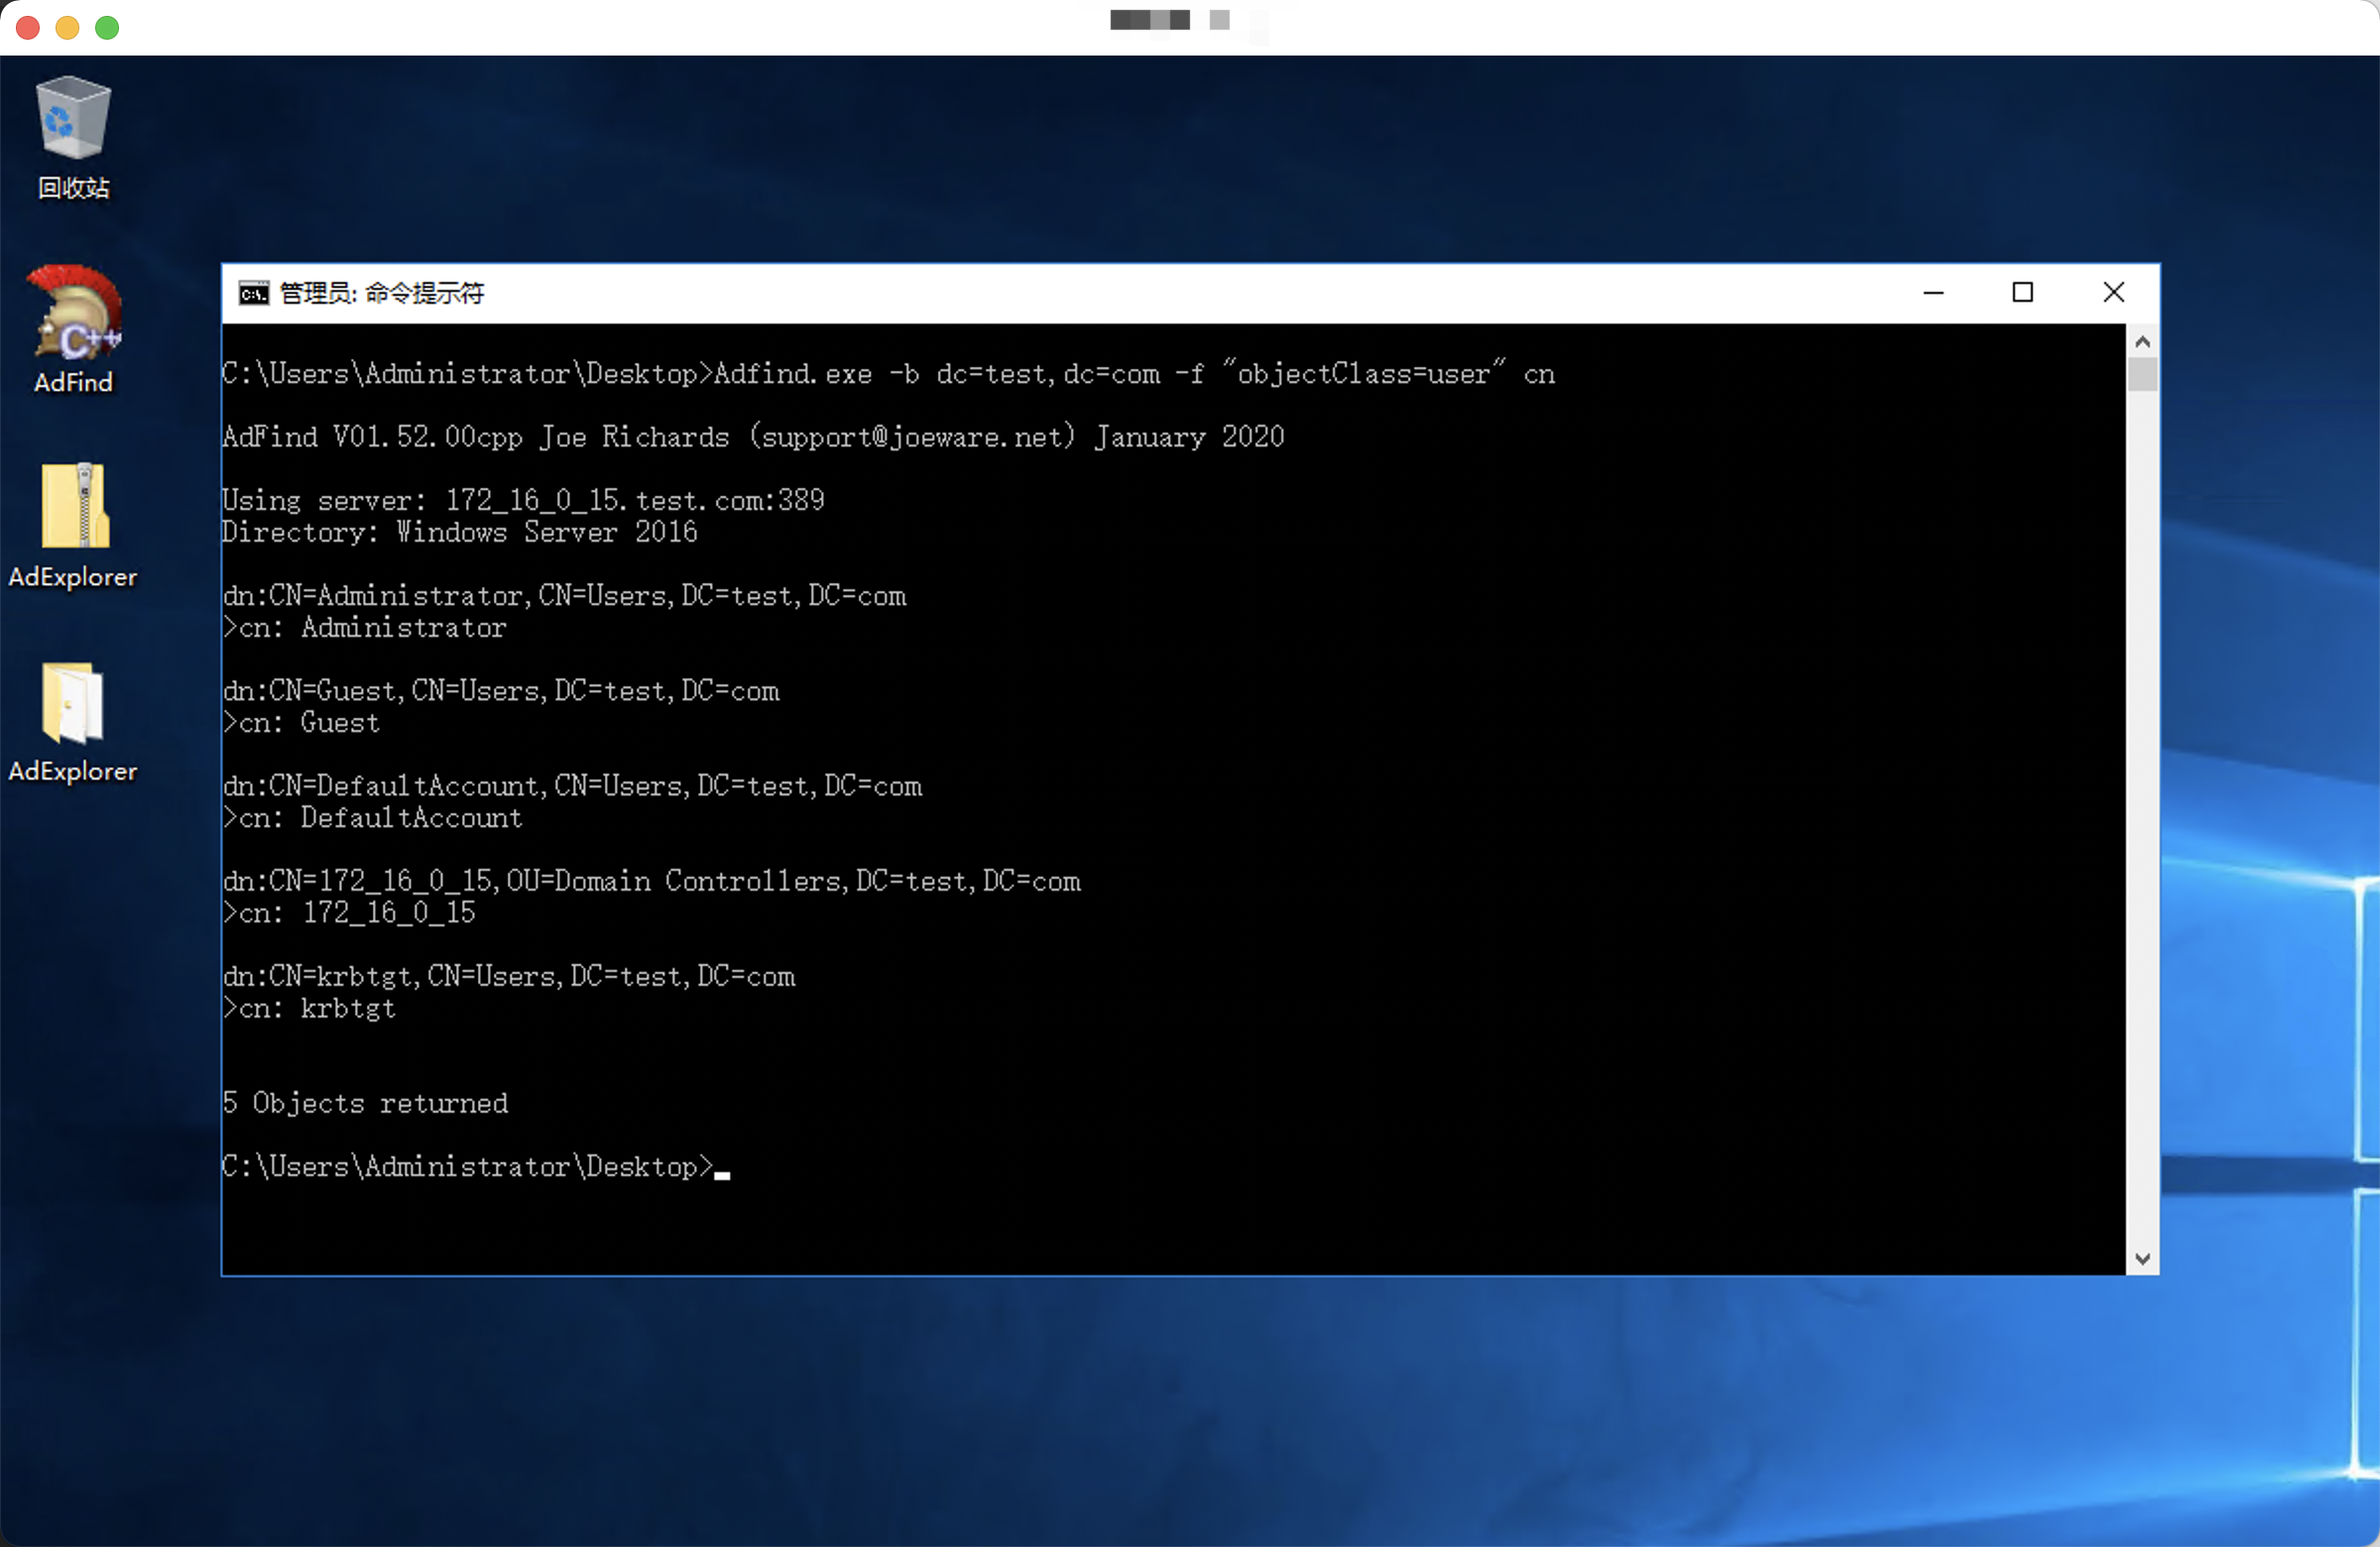 回收站
AdFind
AdExplorer
AdExplorer
管理员: 命令提示符
C:\Users\Administrator\Desktop>Adfind.exe -b dc=test,dc=com -f "objectClass=user" cn
AdFind V01.52.00cpp Joe Richards (support@joeware.net) January 2020
Using server: 172_16_0_15.test.com:389
Directory: Windows Server 2016
dn:CN=Administrator,CN=Users,DC=test,DC=com
>cn: Administrator
dn:CN=Guest,CN=Users,DC=test,DC=com
>cn: Guest
dn:CN=DefaultAccount,CN=Users,DC=test,DC=com
>cn: DefaultAccount
dn:CN=172_16_0_15,OU=Domain Controllers,DC=test,DC=com
>cn: 172_16_0_15
dn:CN=krbtgt,CN=Users,DC=test,DC=com
>cn: krbtgt
5 Objects returned
C:\Users\Administrator\Desktop>